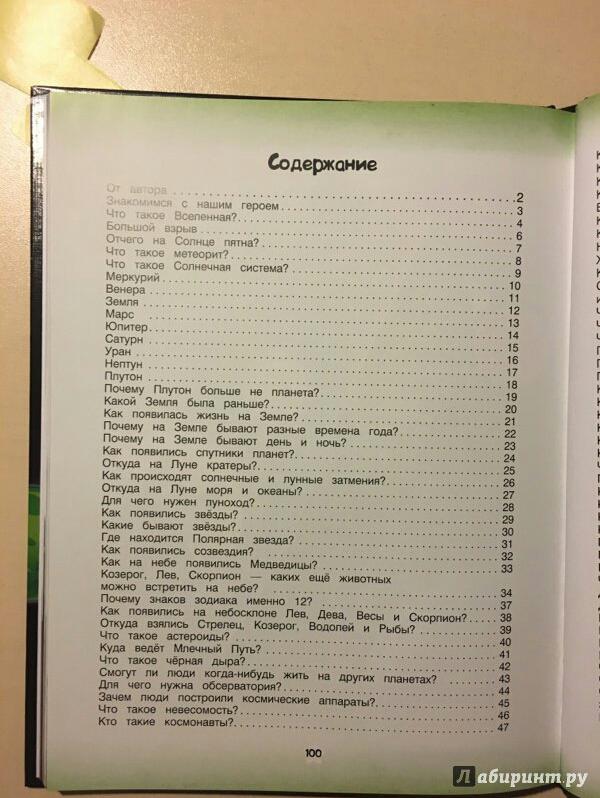 Содержание
От автора . . . . . . . . . . 2
Знакомимся с нашим героем . . . . . . . . . . 3
Что такое Вселенная? . . . . . . . . . . 4
Большой взрыв . . . . . . . . . . 6
Отчего на Солнце пятна? . . . . . . . . . . 7
Что такое метеорит? . . . . . . . . . . 8
Что такое Солнечная система? . . . . . . . . . . 9
Меркурий . . . . . . . . . . 10
Венера . . . . . . . . . . 11
Земля . . . . . . . . . . 12
Марс . . . . . . . . . . 13
Юпитер . . . . . . . . . . 14
Сатурн . . . . . . . . . . 15
Уран . . . . . . . . . . 16
Нептун . . . . . . . . . . 17
Плутон . . . . . . . . . . 18
Почему Плутон больше не планета? . . . . . . . . . . 19
Какой Земля была раньше? . . . . . . . . . . 20
Как появилась жизнь на Земле? . . . . . . . . . . 21
Почему на Земле бывают разные времена года? . . . . . . . . . . 22
Почему на Земле бывают день и ночь? . . . . . . . . . . 23
Как появились спутники планет? . . . . . . . . . . 24
Откуда на Луне кратеры? . . . . . . . . . . 25
Как происходят солнечные и лунные затмения? . . . . . . . . . . 26
Откуда на Луне моря и океаны? . . . . . . . . . . 27
Для чего нужен луноход? . . . . . . . . . . 28
Как появились звёзды? . . . . . . . . . . 29
Какие бывают звёзды? . . . . . . . . . . 30
Где находится Полярная звезда? . . . . . . . . . . 31
Как появились созвездия? . . . . . . . . . . 32
Как на небе появились Медведицы? . . . . . . . . . . 33
Козерог, Лев, Скорпион — каких ещё животных
можно встретить на небе? . . . . . . . . . . 34
Почему знаков зодиака именно 12? . . . . . . . . . . 37
Как появились на небосклоне Лев, Дева, Весы и Скорпион? . . 38
Откуда взялись Стрелец, Козерог, Водолей и Рыбы? . . . . . . . . . . 39
Что такое астероиды? . . . . . . . . . . 40
Куда ведёт Млечный Путь? . . . . . . . . . . 41
Что такое чёрная дыра? . . . . . . . . . . 42
Смогут ли люди когда-нибудь жить на других планетах? . . . . . 43
Для чего нужна обсерватория? . . . . . . . . . . 44
Зачем люди построили космические аппараты? . . . . . . . . . . 45
Что такое невесомость? . . . . . . . . . . 46
Кто такие космонавты? . . . . . . . . . . 47
100
Лабиринт.ру